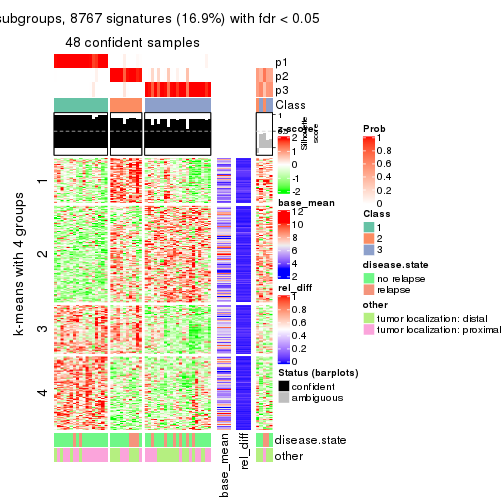 subgroups, 8767 signatures (16.9%) with fdr < 0.05
48 confident samples
p1
p2
p3
Class
1
Silhouette
score
z-score
2
1
0
-1
-2
base_mean
12
10
8
6
4
2
rel_diff
1
0.8
0.6
0.4
0.2
0
Status (barplots)
confident
ambiguous
Prob
1
0.8
0.6
0.4
0.2
0
Class
1
2
3
disease.state
no relapse
relapse
other
tumor localization: distal
tumor localization: proximal
k-means with 4 groups
1
2
3
4
disease.state
other
base_mean
rel_diff